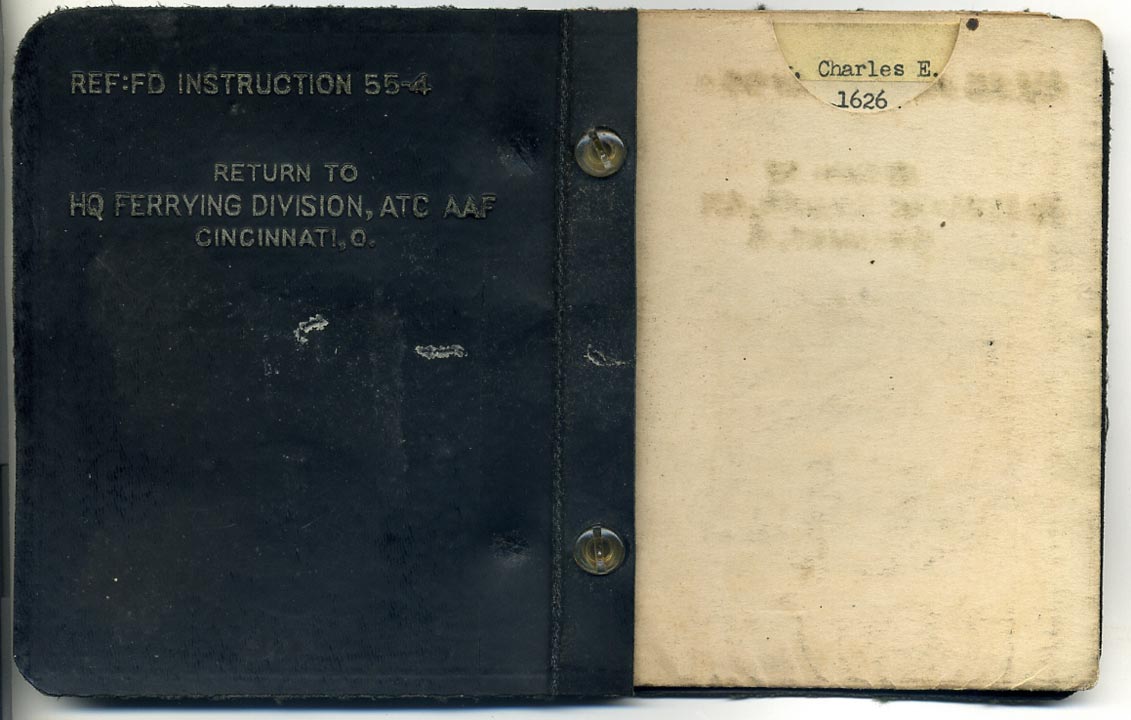 REF:FD INSTRUCTION 55-4
RETURN TO
HQ FERRYING DIVISION, ATC AAF
CINCINNATI, O.
, Charles E.
1626